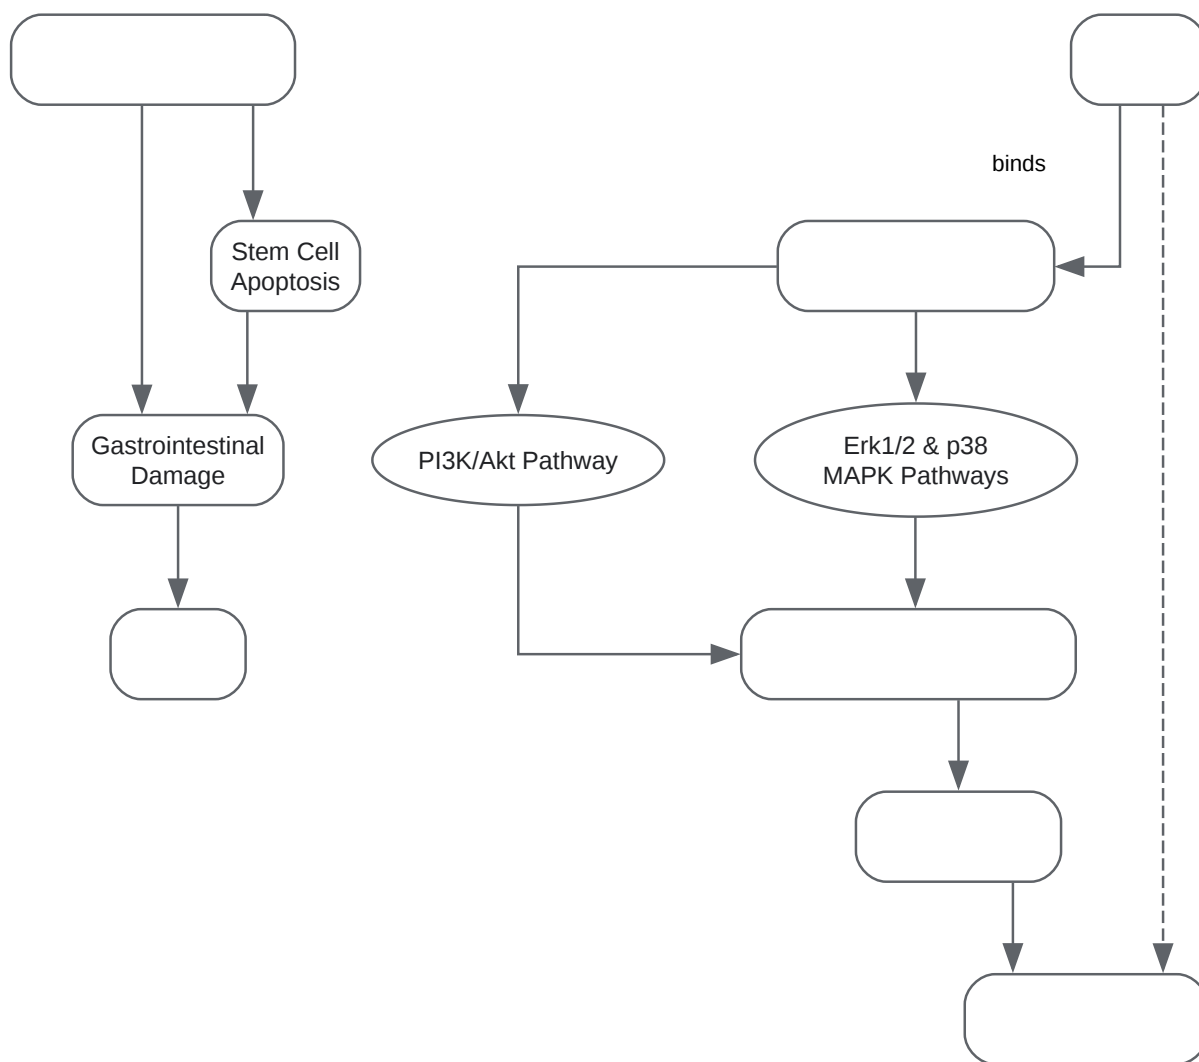 binds
Stem Cell
Apoptosis
Gastrointestinal
Damage
PI3K/Akt Pathway
Erk1/2 & p38
MAPK Pathways